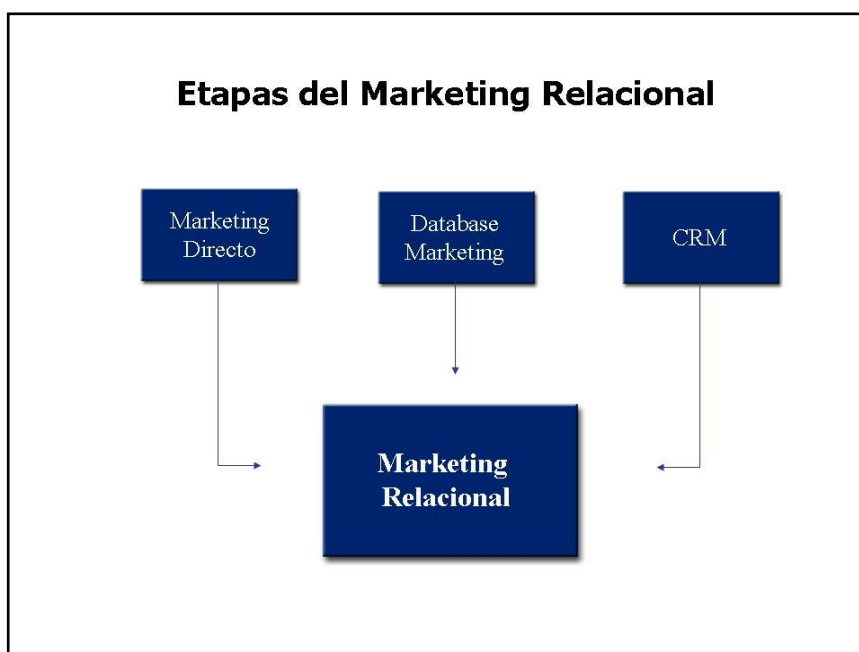 Etapas del Marketing Relacional
Marketing
Directo
Database
Marketing
CRM
Marketing
Relacional